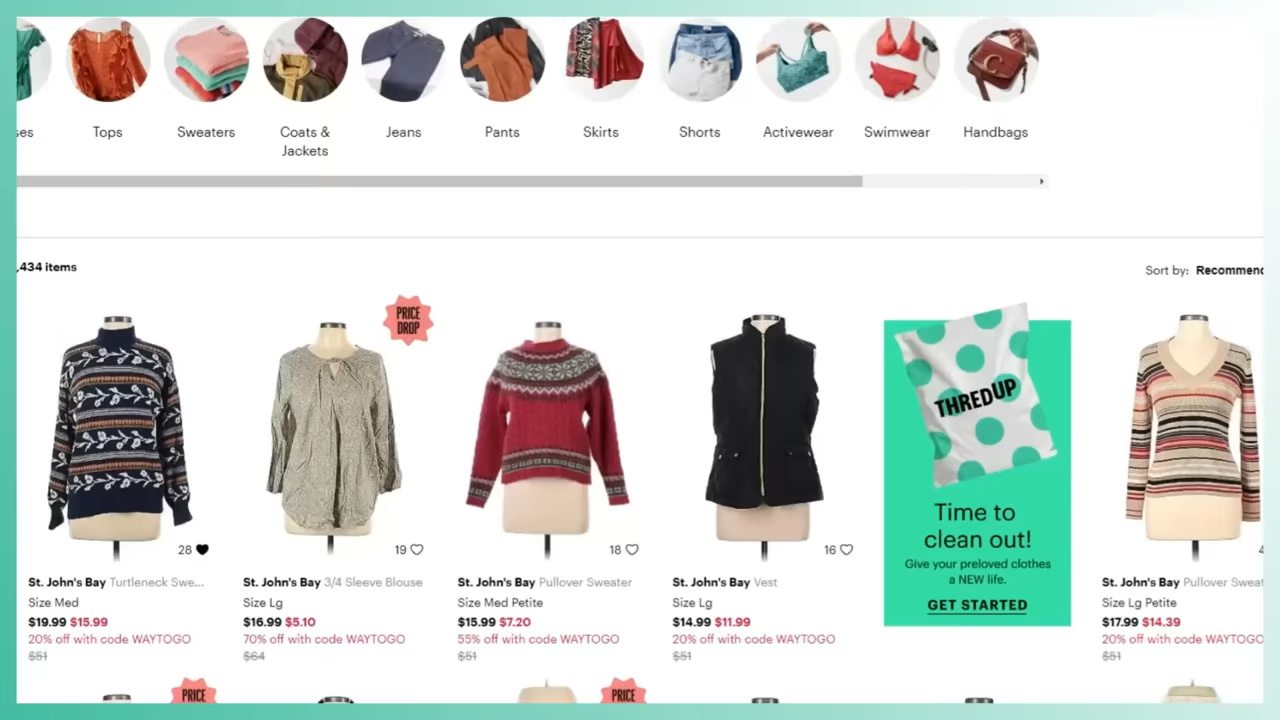 ses
Tops
Sweaters
Coats &
Jackets
Jeans
Pants
Skirts
Shorts
Activewear
Swimwear
Handbags
,434 items
Sort by: Recommend
PRICE
DROP
28
19
18
16
THREDUP
Time to
clean out!
Give your preloved clothes
a NEW life.
GET STARTED
St. John's Bay Turtleneck Swe...
Size Med
$19.99 $15.99
20% off with code WAYTOGO
$51
St. John's Bay 3/4 Sleeve Blouse
Size Lg
$16.99 $5.10
70% off with code WAYTOGO
$64
St. John's Bay Pullover Sweater
Size Med Petite
$15.99 $7.20
55% off with code WAYTOGO
$51
St. John's Bay Vest
Size Lg
$14.99 $11.99
20% off with code WAYTOGO
$51
4
St. John's Bay Pullover Sweat
Size Lg Petite
$17.99 $14.39
20% off with code WAYTOGO
$51
PRICE
PRICE